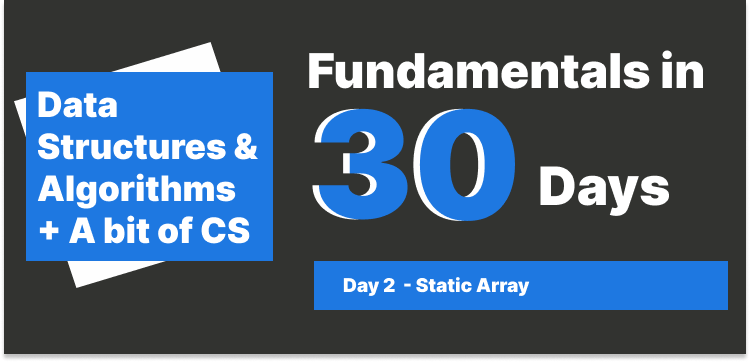 Data
Structures &
Algorithms
+ A bit of CS
Fundamentals in
30 Days
Day 2 - Static Array